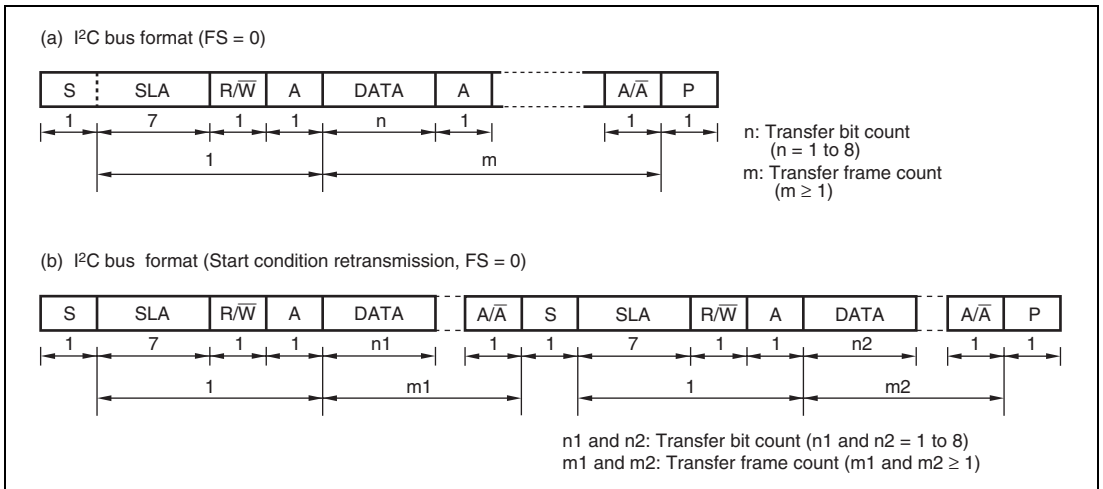 (a) I²C bus format (FS = 0)
S SLA R/W̅ A DATA A A/A̅ P
1 7 1 1 n 1 1 1
1 m
n: Transfer bit count
(n = 1 to 8)
m: Transfer frame count
(m ≥ 1)
(b) I²C bus format (Start condition retransmission, FS = 0)
S SLA R/W̅ A DATA A/A̅ S SLA R/W̅ A DATA A/A̅ P
1 7 1 1 n1 1 1 7 1 1 n2 1 1
1 m1 1 m2
n1 and n2: Transfer bit count (n1 and n2 = 1 to 8)
m1 and m2: Transfer frame count (m1 and m2 ≥ 1)